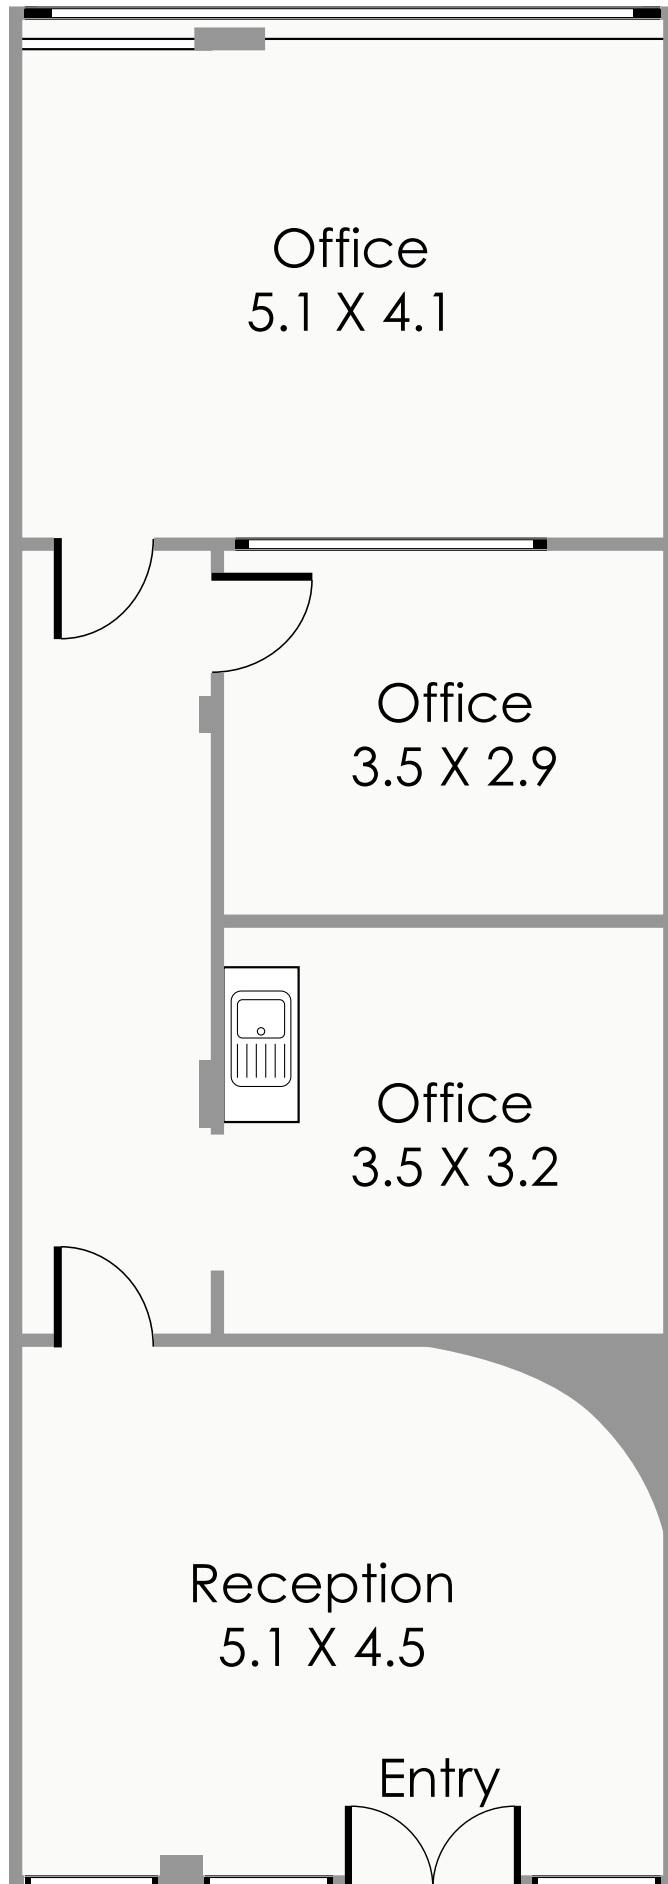 Office
5.1 X 4.1
Office
3.5 X 2.9
Office
3.5 X 3.2
Reception
5.1 X 4.5
Entry